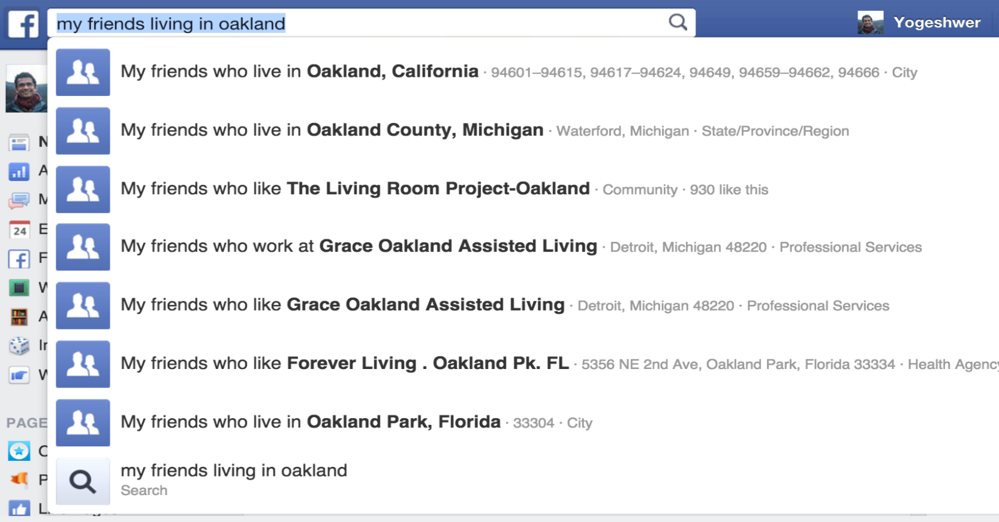 my friends living in oakland
Yogeshwer
My friends who live in Oakland, California · 94601–94615, 94617–94624, 94649, 94659–94662, 94666 · City
My friends who live in Oakland County, Michigan · Waterford, Michigan · State/Province/Region
N
My friends who like The Living Room Project-Oakland · Community · 930 like this
A
M
24 E
My friends who work at Grace Oakland Assisted Living · Detroit, Michigan 48220 · Professional Services
F
W
My friends who like Grace Oakland Assisted Living · Detroit, Michigan 48220 · Professional Services
A
In
My friends who like Forever Living . Oakland Pk. FL · 5356 NE 2nd Ave, Oakland Park, Florida 33334 · Health Agency
W
My friends who live in Oakland Park, Florida · 33304 · City
PAGE
my friends living in oakland
Search
P